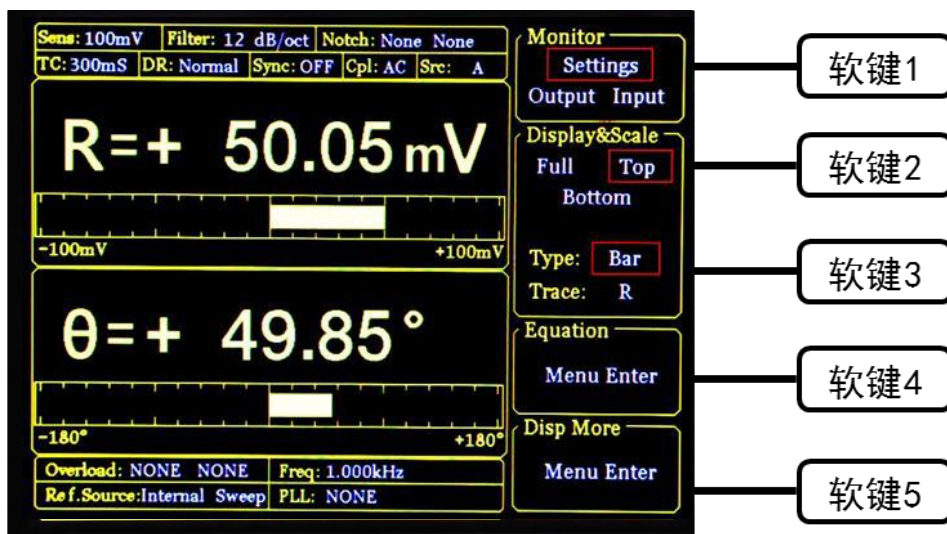 Sens: 100mV Filter: 12 dB/oct Notch: None None
TC: 300mS DR: Normal Sync: OFF Cpl: AC Src: A
R=+ 50.05 mV
-100mV +100mV
θ=+ 49.85°
-180° +180°
Overload: NONE NONE Freq: 1.000kHz
Ref.Source:Internal Sweep PLL: NONE
Monitor
Settings
Output Input
Display&Scale
Full Top
Bottom
Type: Bar
Trace: R
Equation
Menu Enter
Disp More
Menu Enter
软键1
软键2
软键3
软键4
软键5